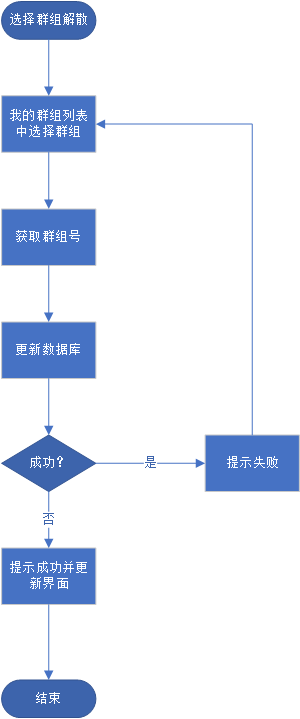 选择群组解散
我的群组列表
中选择群组
获取群组号
更新数据库
成功？
是
提示失败
否
提示成功并更
新界面
结束